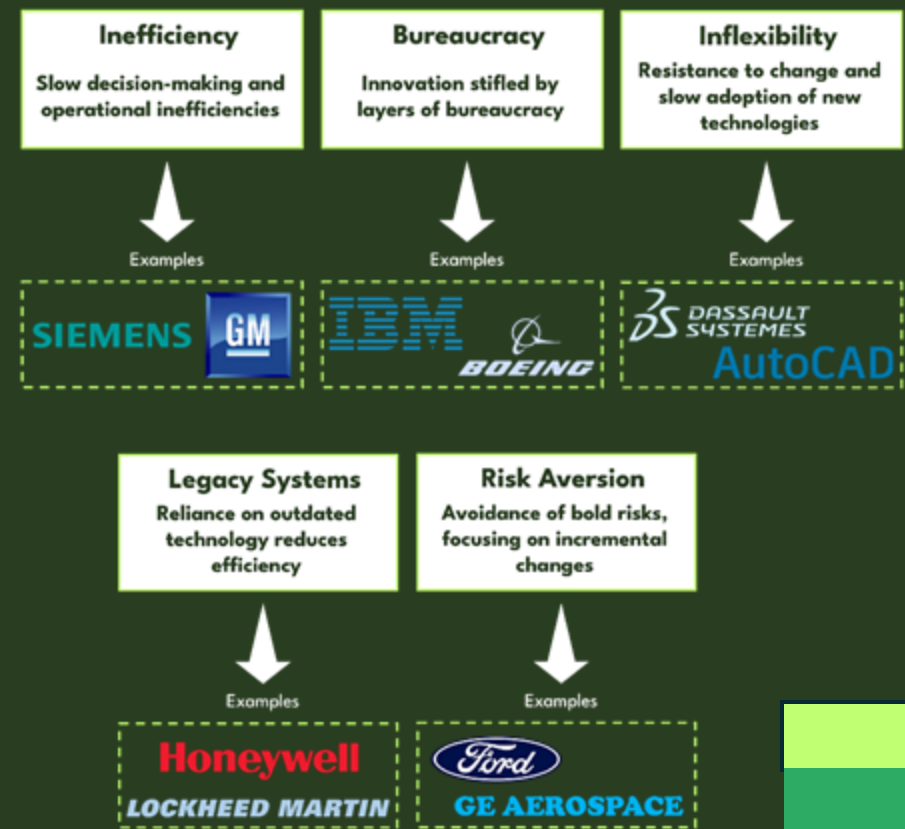 Inefficiency
Slow decision-making and
operational inefficiencies
Examples
SIEMENS
GM
Bureaucracy
Innovation stifled by
layers of bureaucracy
Examples
IBM
BOEING
Inflexibility
Resistance to change and
slow adoption of new
technologies
Examples
3S DASSAULT
SYSTEMES
AutoCAD
Legacy Systems
Reliance on outdated
technology reduces
efficiency
Examples
Honeywell
LOCKHEED MARTIN
Risk Aversion
Avoidance of bold risks,
focusing on incremental
changes
Examples
Ford
GE AEROSPACE